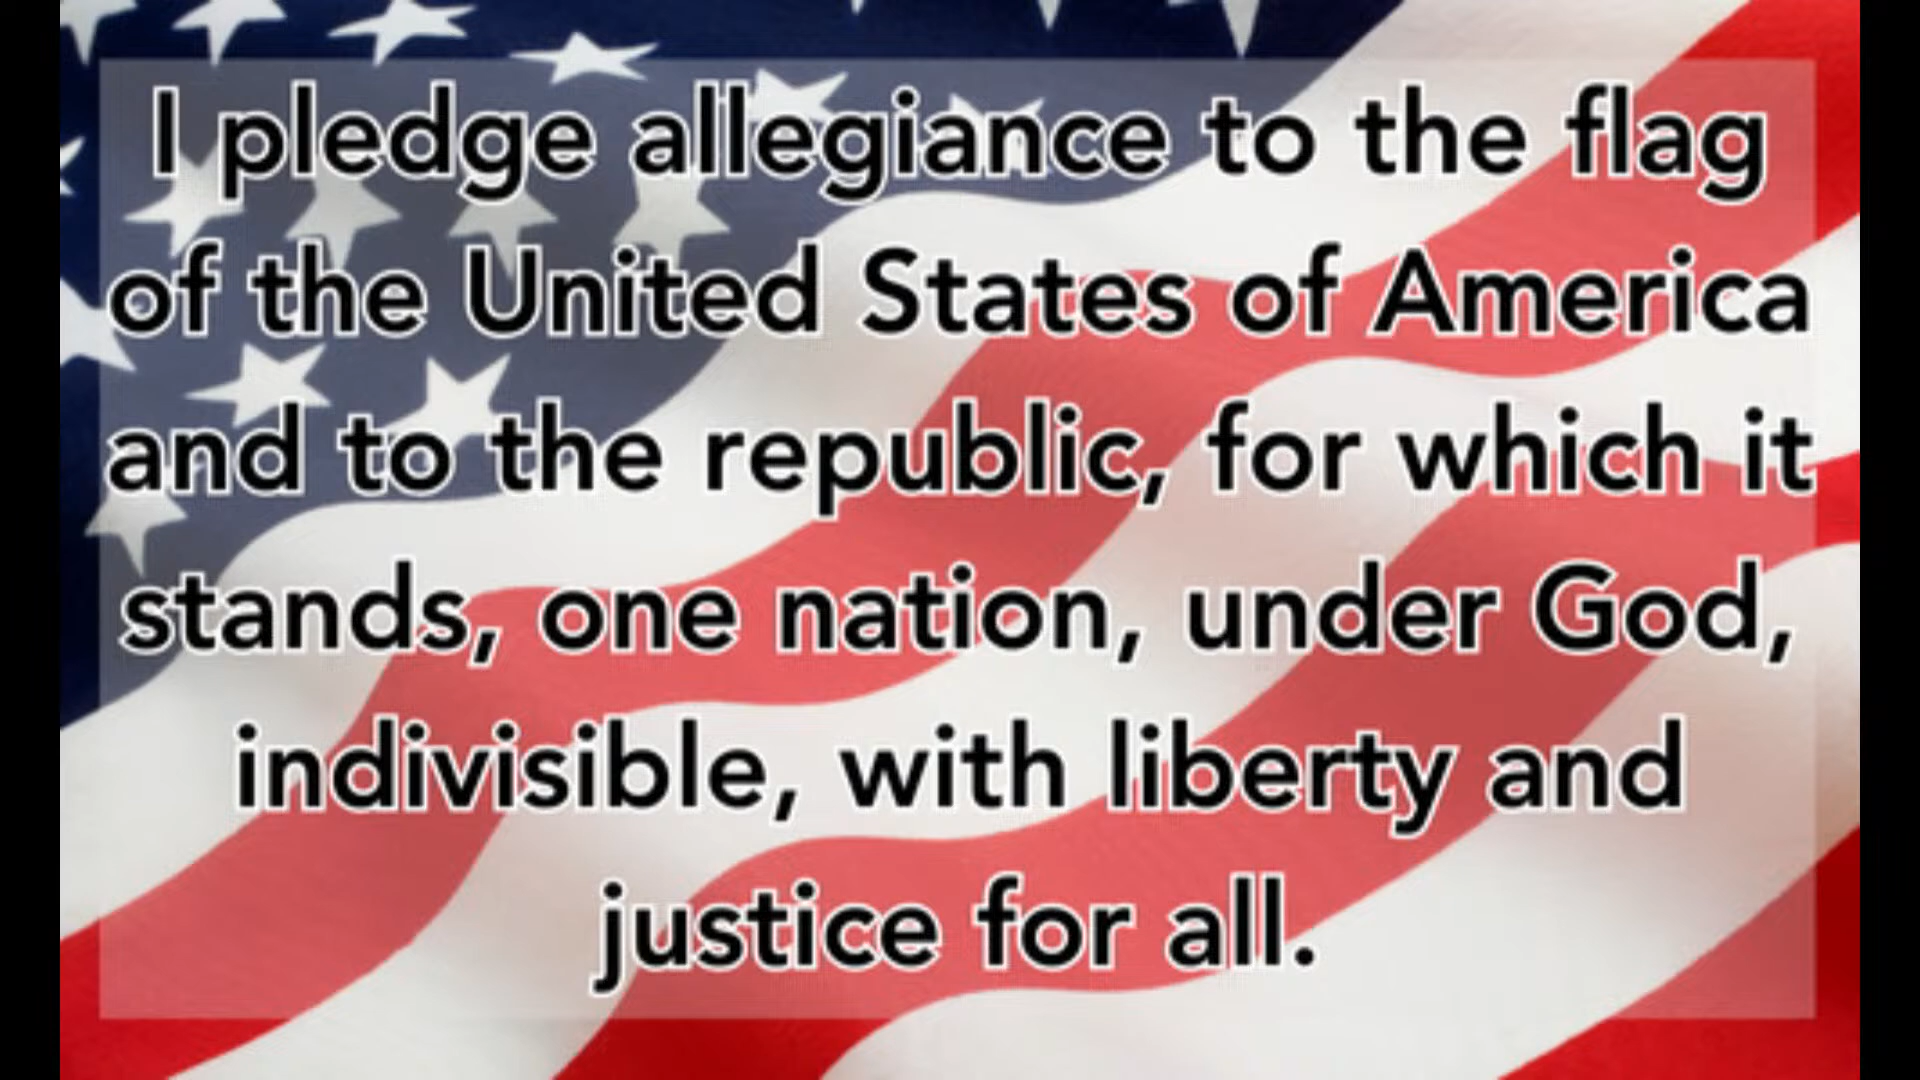 I pledge allegiance to the flag
of the United States of America
and to the republic, for which it
stands, one nation, under God,
indivisible, with liberty and
justice for all.